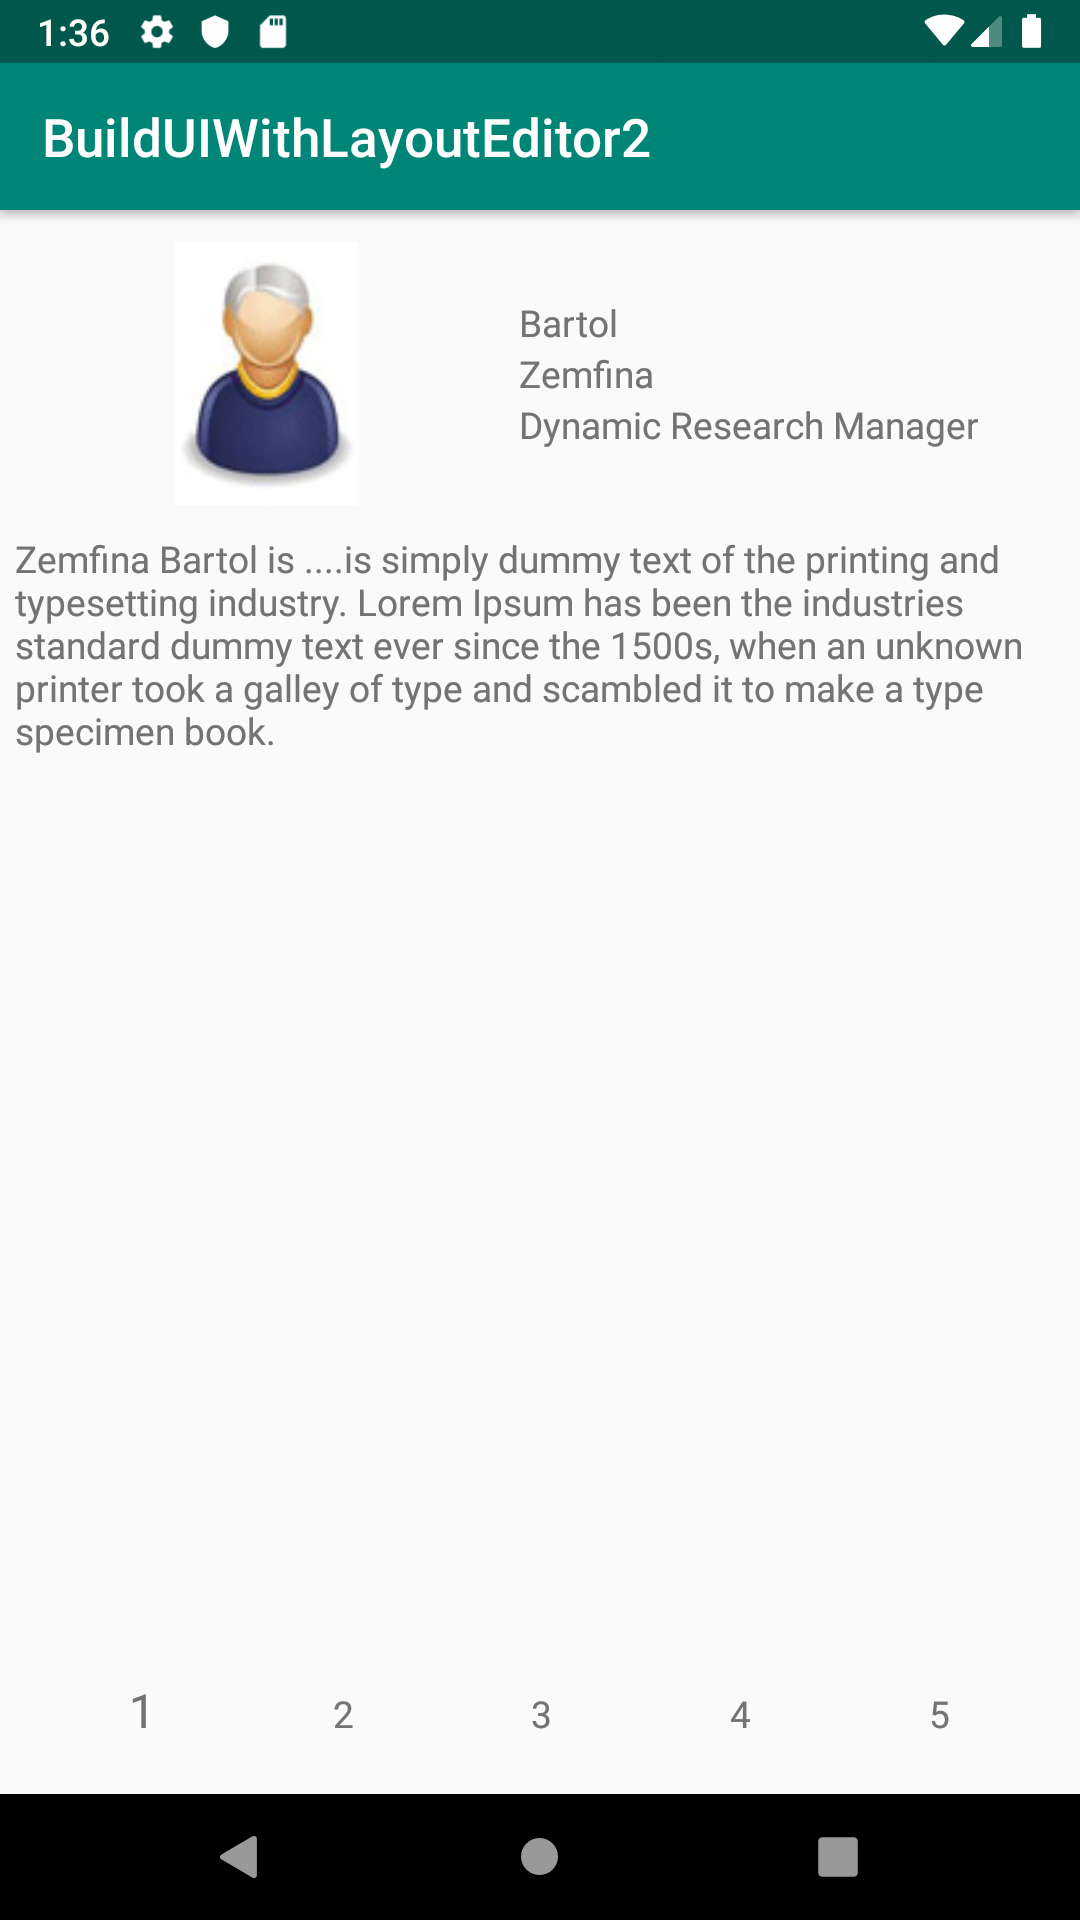 1:36
BuildUIWithLayoutEditor2
Bartol
Zemfina
Dynamic Research Manager
Zemfina Bartol is ....is simply dummy text of the printing and
typesetting industry. Lorem Ipsum has been the industries
standard dummy text ever since the 1500s, when an unknown
printer took a galley of type and scambled it to make a type
specimen book.
1 2 3 4 5